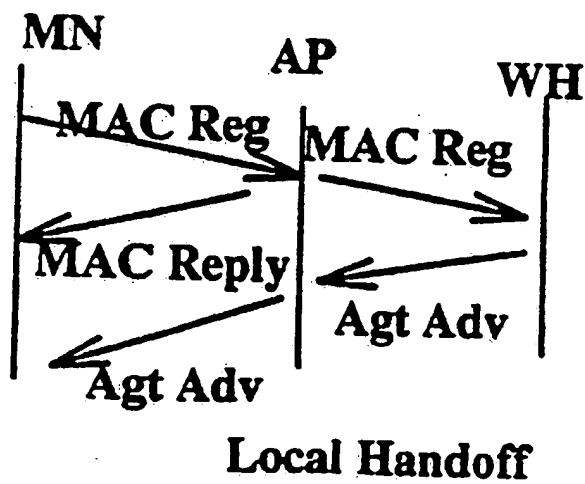 MN
AP
WH
MAC Reg
MAC Reg
MAC Reply
Agt Adv
Agt Adv
Local Handoff